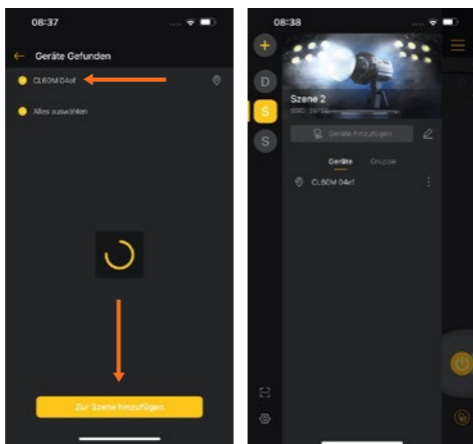 08:37
Geräte Gefunden
CL60M 04ef
Alles auswählen
Zur Szene hinzufügen
08:38
D
S
S
Szene 2
Geräte hinzufügen
Geräte
Gruppe
CL60M 04ef